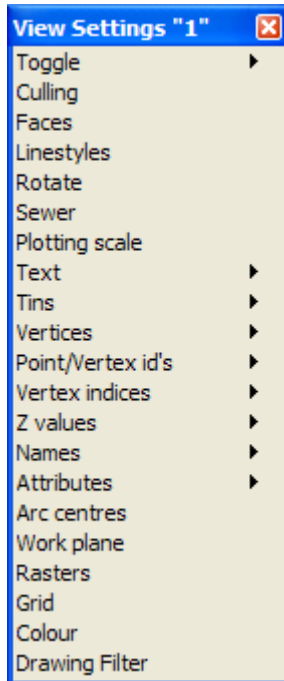 View Settings "1"
Toggle
Culling
Faces
Linestyles
Rotate
Sewer
Plotting scale
Text
Tins
Vertices
Point/Vertex id's
Vertex indices
Z values
Names
Attributes
Arc centres
Work plane
Rasters
Grid
Colour
Drawing Filter